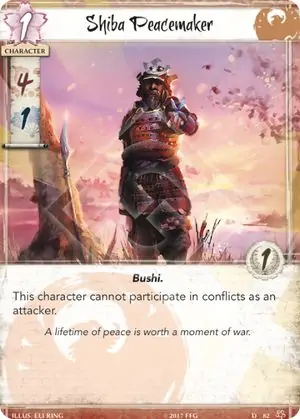 1
Shiba Peacemaker
CHARACTER
4
1
Bushi.
1
This character cannot participate in conflicts as an
attacker.
A lifetime of peace is worth a moment of war.
ILLUS. ELI RING
© 2017 FFG
D 82